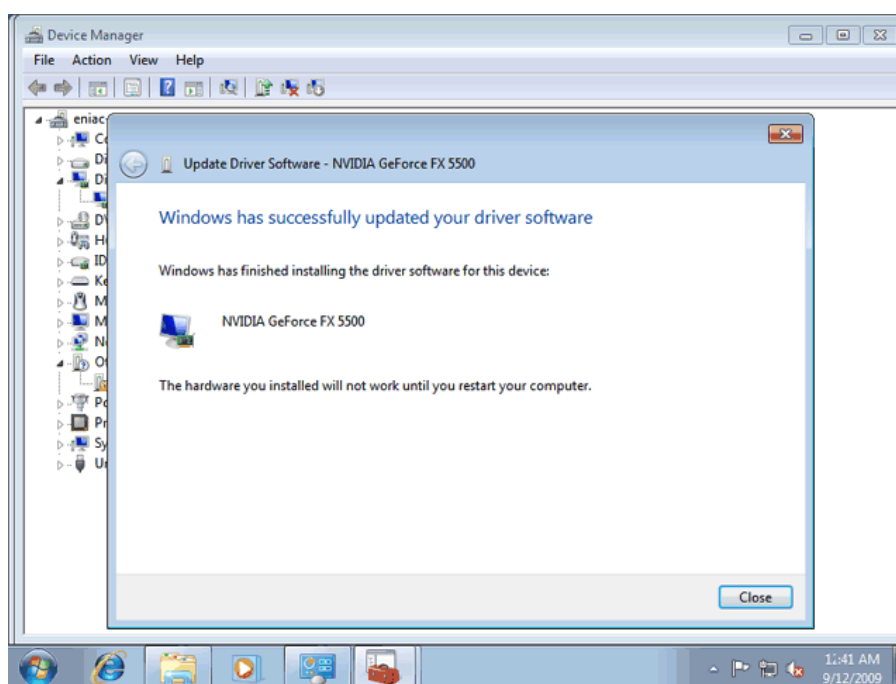 Device Manager
File Action View Help
eniac
Update Driver Software - NVIDIA GeForce FX 5500
Windows has successfully updated your driver software
Windows has finished installing the driver software for this device:
NVIDIA GeForce FX 5500
The hardware you installed will not work until you restart your computer.
Close
12:41 AM
9/12/2009